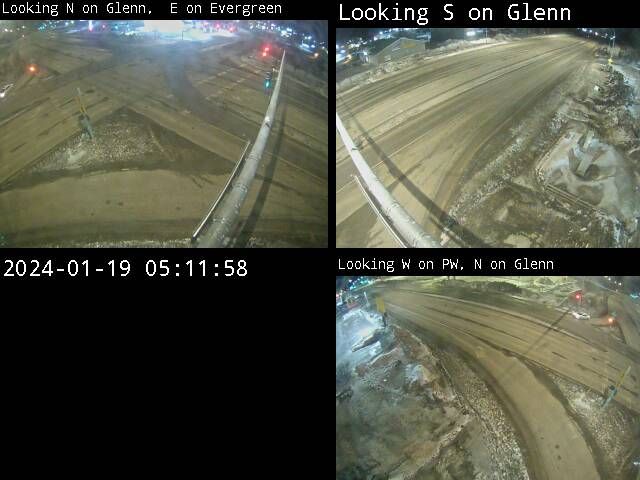 Looking N on Glenn,  E on Evergreen
Looking S on Glenn
2024-01-19 05:11:58
Looking W on PW, N on Glenn